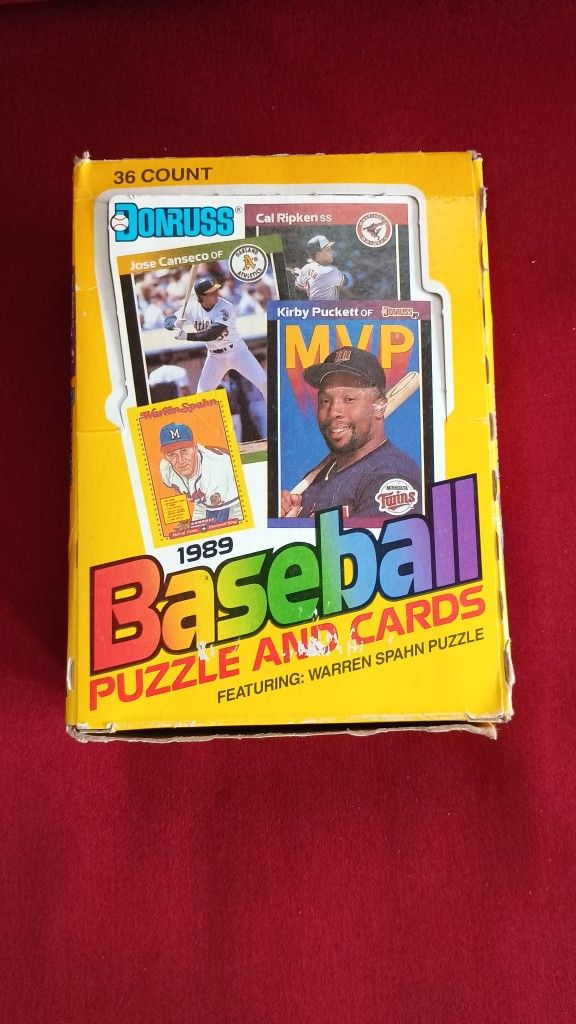 36 COUNT
DONRUSS®
Cal Ripken SS
Jose Canseco OF
Kirby Puckett OF DONRUSS
MVP
Warren Spahn
M
Twins
1989
Baseball
PUZZLE AND CARDS
FEATURING: WARREN SPAHN PUZZLE